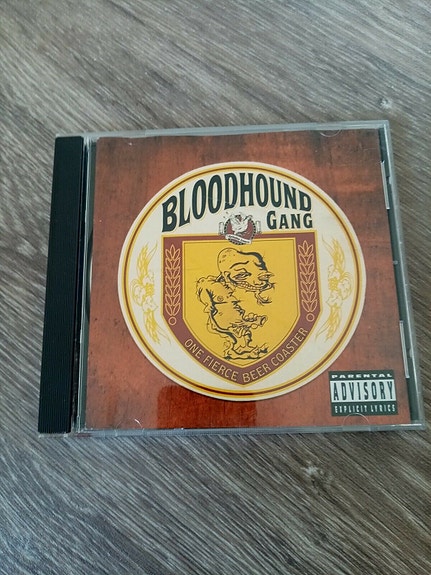 BLOODHOUND
GANG
ONE FIERCE BEER COASTER
PARENTAL
ADVISORY
EXPLICIT LYRICS